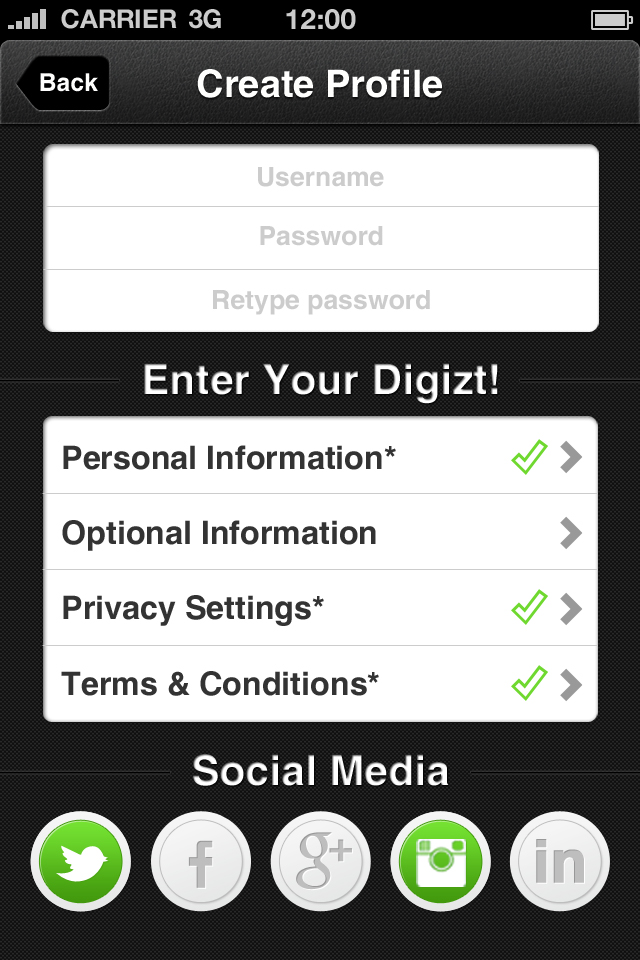 CARRIER 3G 12:00
Back Create Profile
Username
Password
Retype password
Enter Your Digizt!
Personal Information*
Optional Information
Privacy Settings*
Terms & Conditions*
Social Media
f g+ in